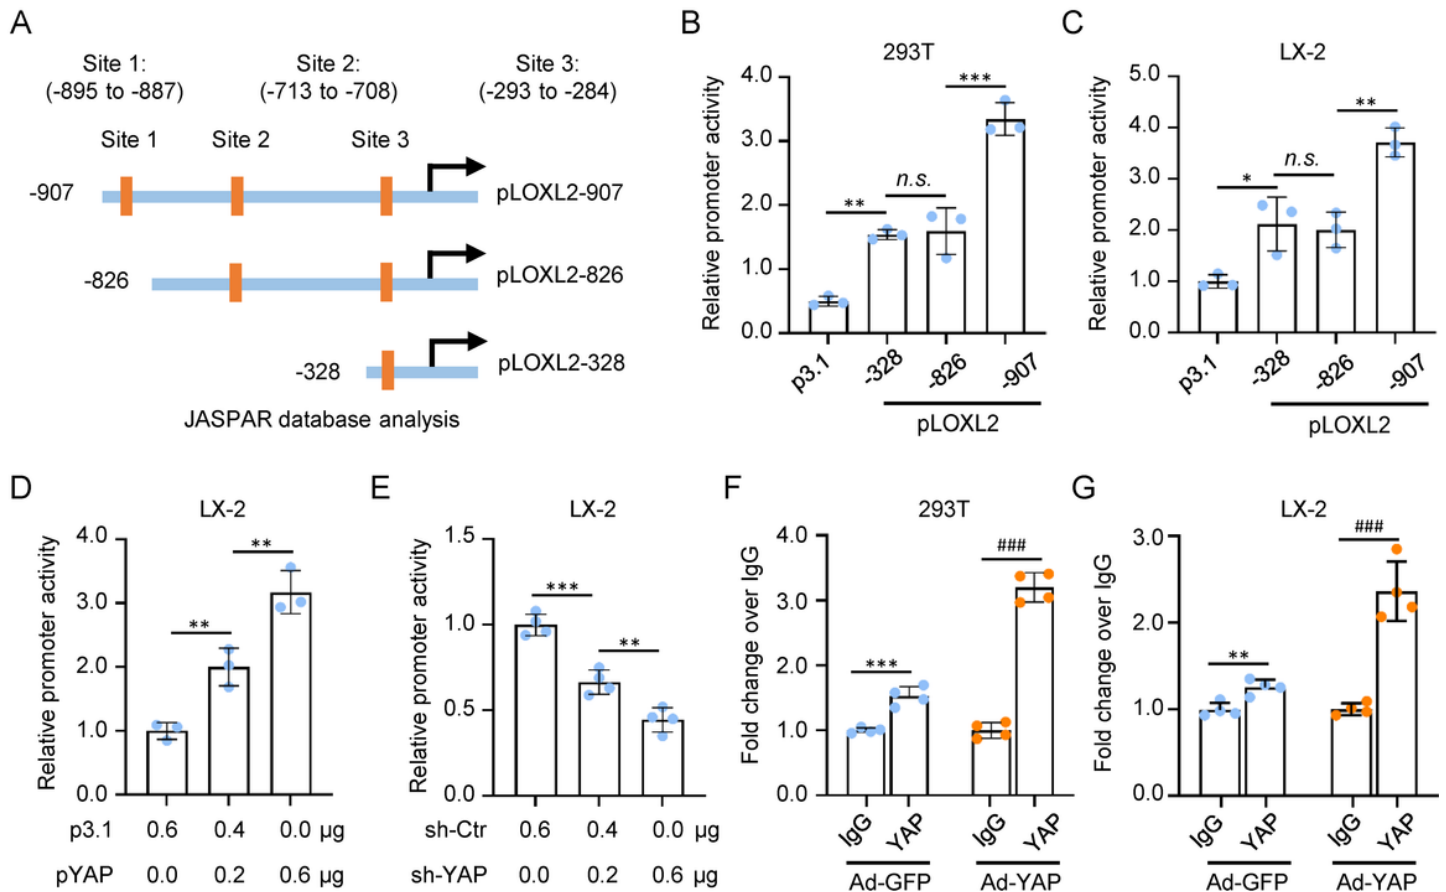 A
Site 1:
(-895 to -887)
Site 2:
(-713 to -708)
Site 3:
(-293 to -284)
Site 1
Site 2
Site 3
-907
pLOXL2-907
-826
pLOXL2-826
-328
pLOXL2-328
JASPAR database analysis
B
293T
Relative promoter activity
4.0
3.0
2.0
1.0
0.0
**
n.s.
***
p3.1
-328
-826
-907
pLOXL2
C
LX-2
Relative promoter activity
5.0
4.0
3.0
2.0
1.0
0.0
*
n.s.
**
p3.1
-328
-826
-907
pLOXL2
D
LX-2
Relative promoter activity
4.0
3.0
2.0
1.0
0.0
**
**
p3.1 0.6 0.4 0.0 µg
pYAP 0.0 0.2 0.6 µg
E
LX-2
Relative promoter activity
1.5
1.0
0.5
0.0
***
**
sh-Ctr 0.6 0.4 0.0 µg
sh-YAP 0.0 0.2 0.6 µg
F
293T
Fold change over IgG
4.0
3.0
2.0
1.0
0.0
***
###
IgG
YAP
IgG
YAP
Ad-GFP
Ad-YAP
G
LX-2
Fold change over IgG
3.0
2.0
1.0
0.0
**
###
IgG
YAP
IgG
YAP
Ad-GFP
Ad-YAP